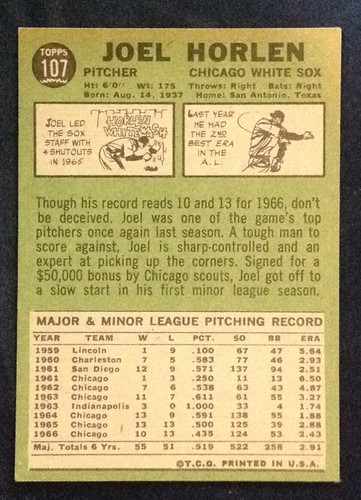 TOPPS
107
JOEL HORLEN
PITCHER CHICAGO WHITE SOX
Ht: 6'0" Wt: 175 Throws: Right Bats: Right
Born: Aug. 14, 1937 Home: San Antonio, Texas
JOEL LED
THE SOX
STAFF WITH
4 SHUTOUTS
IN 1965
HORLEN
WHITEWASH
LAST YEAR
HE HAD
THE 2ND
BEST ERA
IN THE
A.L.
Though his record reads 10 and 13 for 1966, don't
be deceived. Joel was one of the game's top
pitchers once again last season. A tough man to
score against, Joel is sharp-controlled and an
expert at picking up the corners. Signed for a
$50,000 bonus by Chicago scouts, Joel got off to
a slow start in his first minor league season.
MAJOR & MINOR LEAGUE PITCHING RECORD
YEAR TEAM W L PCT. SO BB ERA
1959 Lincoln 1 9 .100 67 47 5.64
1960 Charleston 7 5 .583 77 46 2.93
1961 San Diego 12 9 .571 137 94 2.51
1961 Chicago 1 3 .250 11 13 6.50
1962 Chicago 7 6 .538 63 43 4.87
1963 Chicago 11 7 .611 61 55 3.27
1963 Indianapolis 3 0 1.000 33 4 1.74
1964 Chicago 13 9 .591 138 55 1.88
1965 Chicago 13 13 .500 125 39 2.88
1966 Chicago 10 13 .435 124 53 2.43
Maj. Totals 6 Yrs. 55 51 .519 522 258 2.91
©T.C.G. PRINTED IN U.S.A.